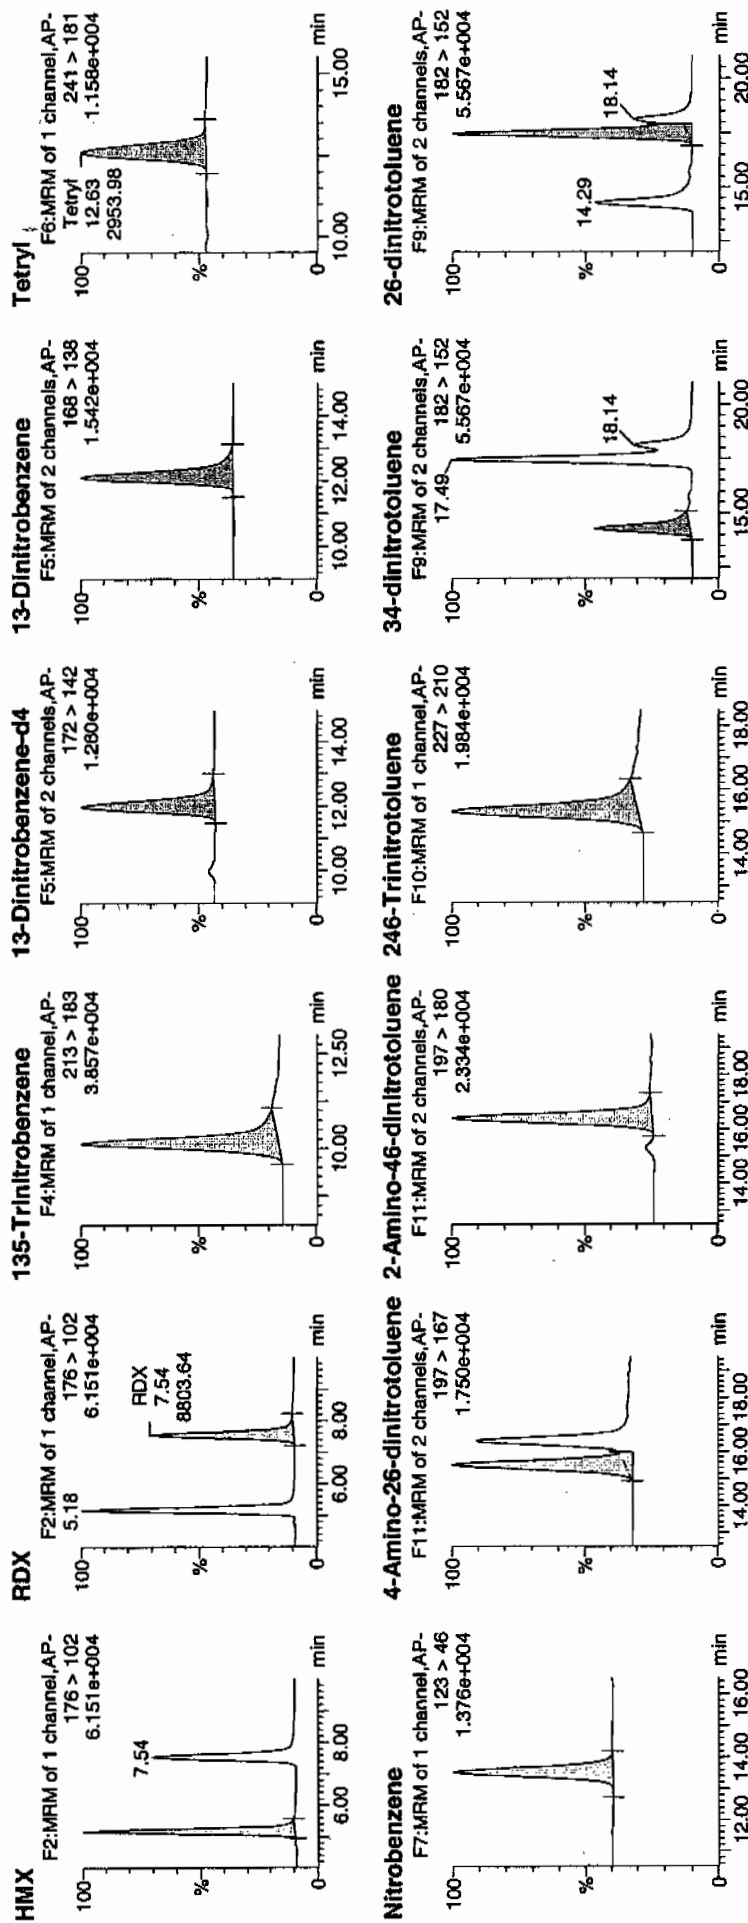 HMX
F2:MRM of 1 channel,AP-
176 > 102
6.151e+004
100
%
0
7.54
6.00
8.00
min
RDX
F2:MRM of 1 channel,AP-
176 > 102
6.151e+004
100
5.18
RDX
7.54
8803.64
%
0
6.00
8.00
min
135-Trinitrobenzene
F4:MRM of 1 channel,AP-
213 > 183
3.857e+004
100
%
0
10.00
12.50
min
13-Dinitrobenzene-d4
F5:MRM of 2 channels,AP-
172 > 142
1.260e+004
100
%
0
10.00
12.00
14.00
min
13-Dinitrobenzene
F5:MRM of 2 channels,AP-
168 > 138
1.542e+004
100
%
0
10.00
12.00
14.00
min
Tetryl
F6:MRM of 1 channel,AP-
241 > 181
1.158e+004
100
Tetryl
12.63
2953.98
%
0
10.00
15.00
min
Nitrobenzene
F7:MRM of 1 channel,AP-
123 > 46
1.376e+004
100
%
0
12.00
14.00
16.00
min
4-Amino-26-dinitrotoluene
F11:MRM of 2 channels,AP-
197 > 167
1.750e+004
100
%
0
14.00
16.00
18.00
min
2-Amino-46-dinitrotoluene
F11:MRM of 2 channels,AP-
197 > 180
2.334e+004
100
%
0
14.00
16.00
18.00
min
246-Trinitrotoluene
F10:MRM of 1 channel,AP-
227 > 210
1.984e+004
100
%
0
14.00
16.00
18.00
min
34-dinitrotoluene
F9:MRM of 2 channels,AP-
182 > 152
5.567e+004
100
17.49
18.14
%
0
15.00
20.00
min
26-dinitrotoluene
F9:MRM of 2 channels,AP-
182 > 152
5.567e+004
100
14.29
18.14
%
0
15.00
20.00
min